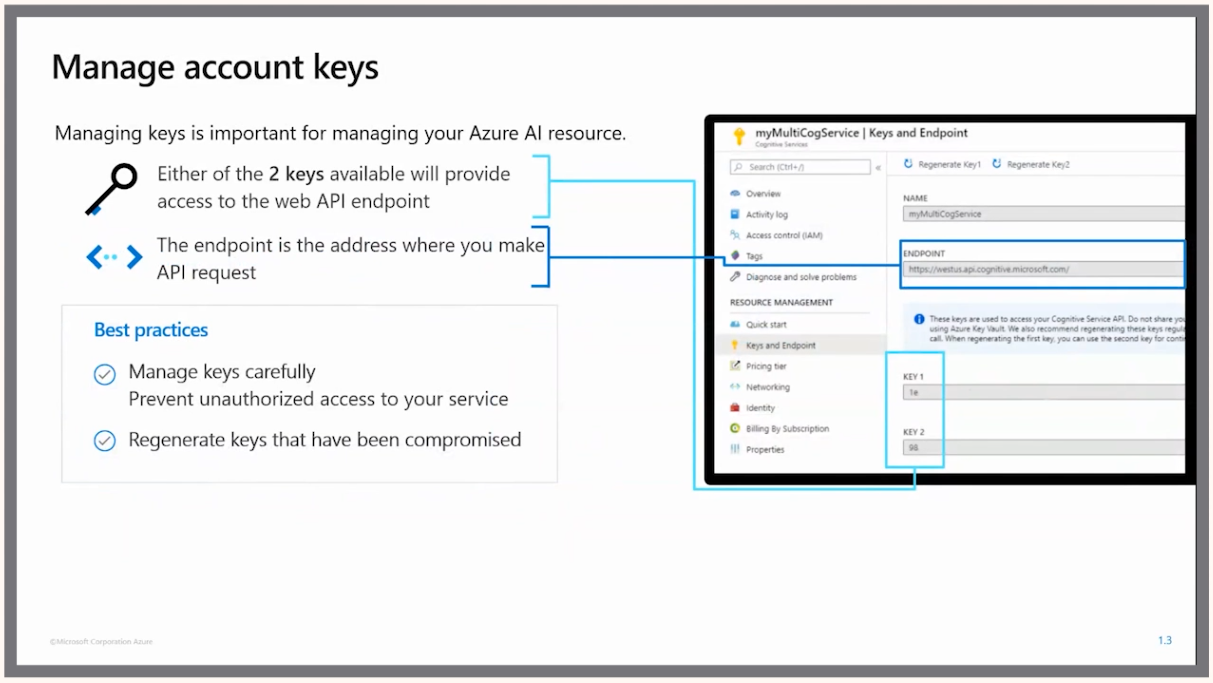 Manage account keys
Managing keys is important for managing your Azure AI resource.
Either of the 2 keys available will provide
access to the web API endpoint
The endpoint is the address where you make
API request
Best practices
Manage keys carefully
Prevent unauthorized access to your service
Regenerate keys that have been compromised
myMultiCogService | Keys and Endpoint
Cognitive Services
Search (Ctrl+/)
«
Overview
Activity log
Access control (IAM)
Tags
Diagnose and solve problems
RESOURCE MANAGEMENT
Quick start
Keys and Endpoint
Pricing tier
Networking
Identity
Billing By Subscription
Properties
Regenerate Key1 Regenerate Key2
NAME
myMultiCogService
ENDPOINT
https://westus.api.cognitive.microsoft.com/
These keys are used to access your Cognitive Service API. Do not share you
using Azure Key Vault. We also recommend regenerating these keys regula
call. When regenerating the first key, you can use the second key for contin
KEY 1
1e
KEY 2
98
©Microsoft Corporation Azure
1.3